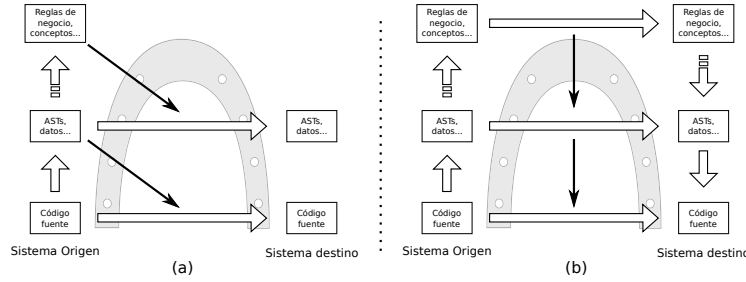 Reglas de
negocio,
conceptos...
ASTs,
datos...
Código
fuente
Sistema Origen
ASTs,
datos...
Código
fuente
Sistema destino
(a)
Reglas de
negocio,
conceptos...
ASTs,
datos...
Código
fuente
Sistema Origen
Reglas de
negocio,
conceptos...
ASTs,
datos...
Código
fuente
Sistema destino
(b)